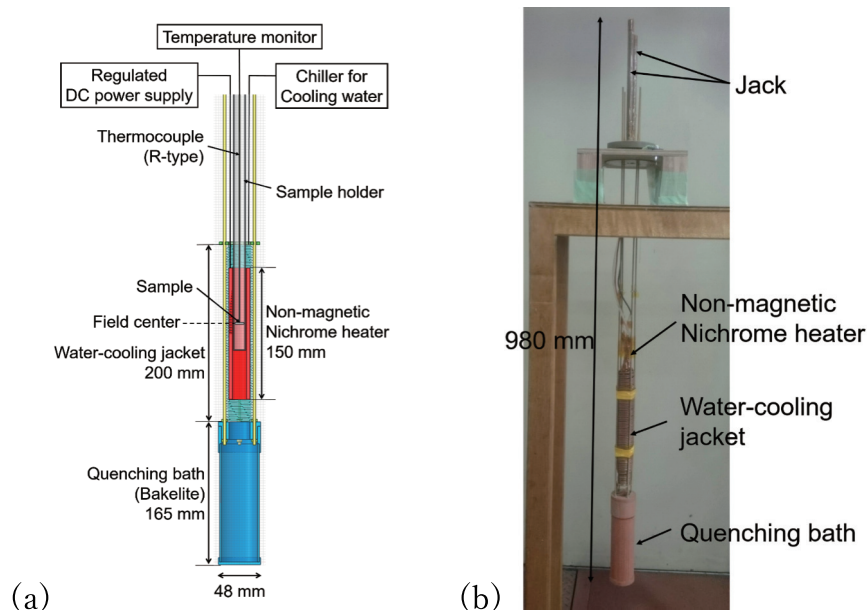 Temperature monitor
Regulated
DC power supply
Chiller for
Cooling water
Thermocouple
(R-type)
Sample holder
Sample
Field center
Non-magnetic
Nichrome heater
150 mm
Water-cooling jacket
200 mm
Quenching bath
(Bakelite)
165 mm
48 mm
(a)
Jack
980 mm
Non-magnetic
Nichrome heater
Water-cooling
jacket
Quenching bath
(b)